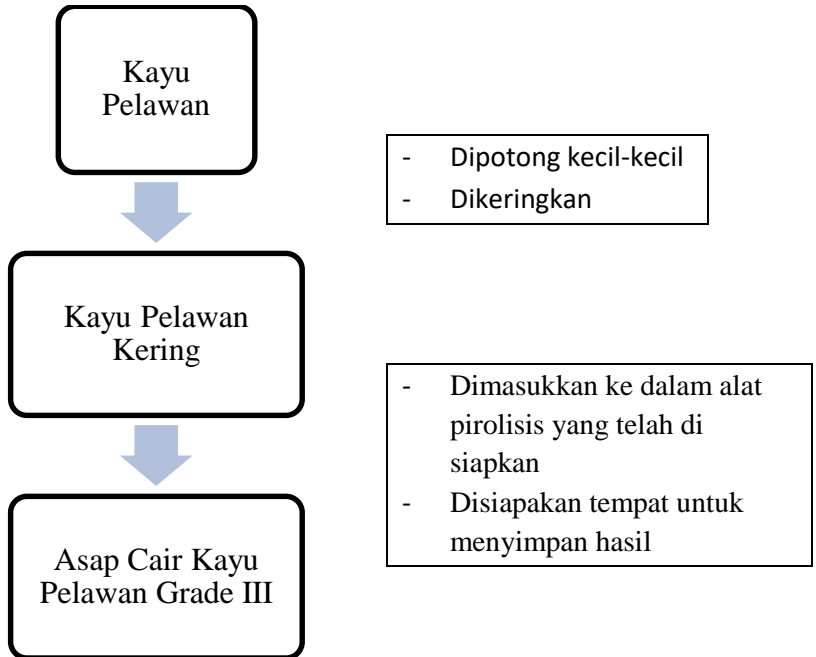 Kayu
Pelawan
- Dipotong kecil-kecil
- Dikeringkan
Kayu Pelawan
Kering
- Dimasukkan ke dalam alat
pirolisis yang telah di
siapkan
- Disiapakan tempat untuk
menyimpan hasil
Asap Cair Kayu
Pelawan Grade III